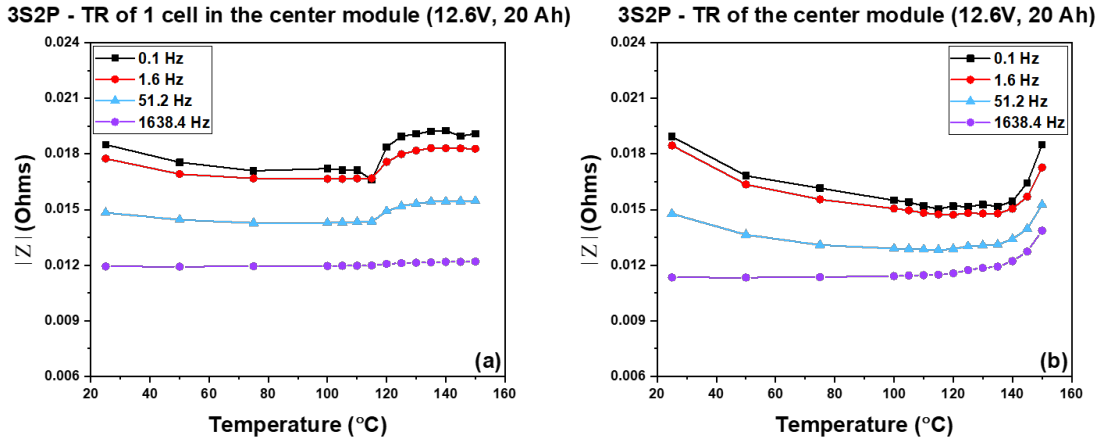 3S2P - TR of 1 cell in the center module (12.6V, 20 Ah)
0.024
0.021
0.018
0.015
0.012
0.009
0.006
|Z| (Ohms)
0.1 Hz
1.6 Hz
51.2 Hz
1638.4 Hz
(a)
20 40 60 80 100 120 140 160
Temperature (°C)
3S2P - TR of the center module (12.6V, 20 Ah)
0.024
0.021
0.018
0.015
0.012
0.009
0.006
|Z| (Ohms)
0.1 Hz
1.6 Hz
51.2 Hz
1638.4 Hz
(b)
20 40 60 80 100 120 140 160
Temperature (°C)